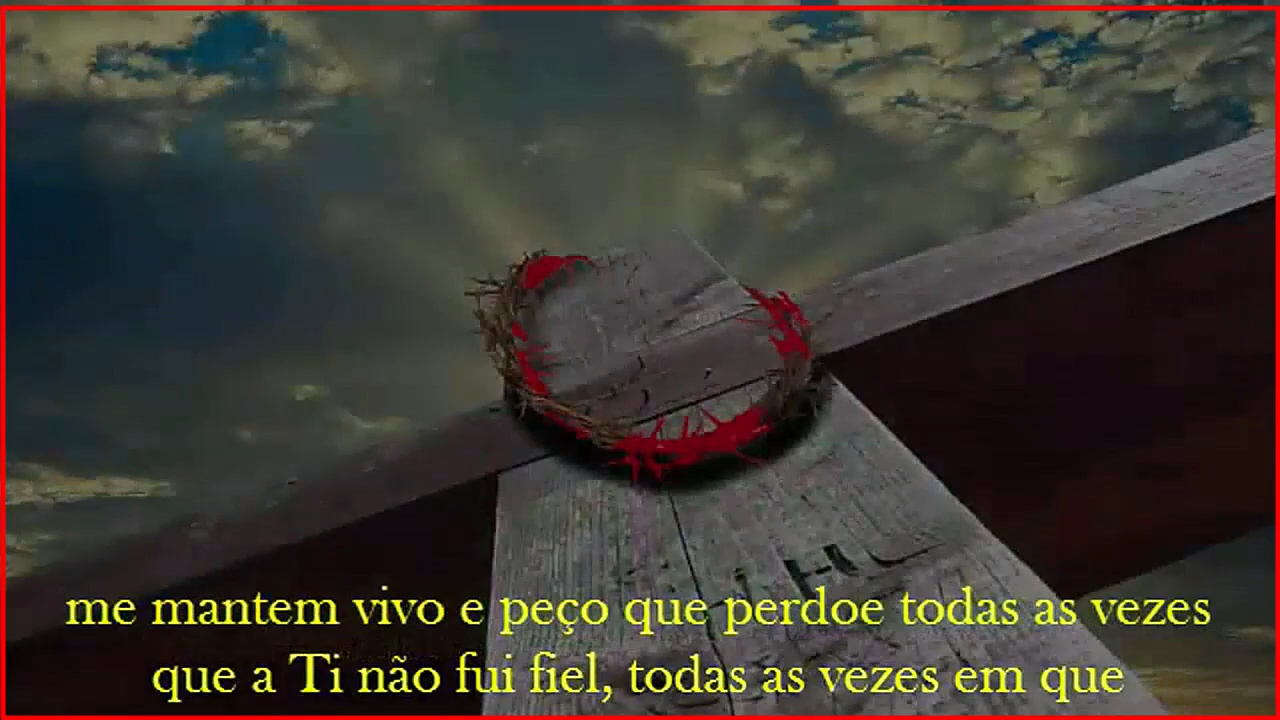 me mantem vivo e peço que perdoe todas as vezes
que a Ti não fui fiel, todas as vezes em que